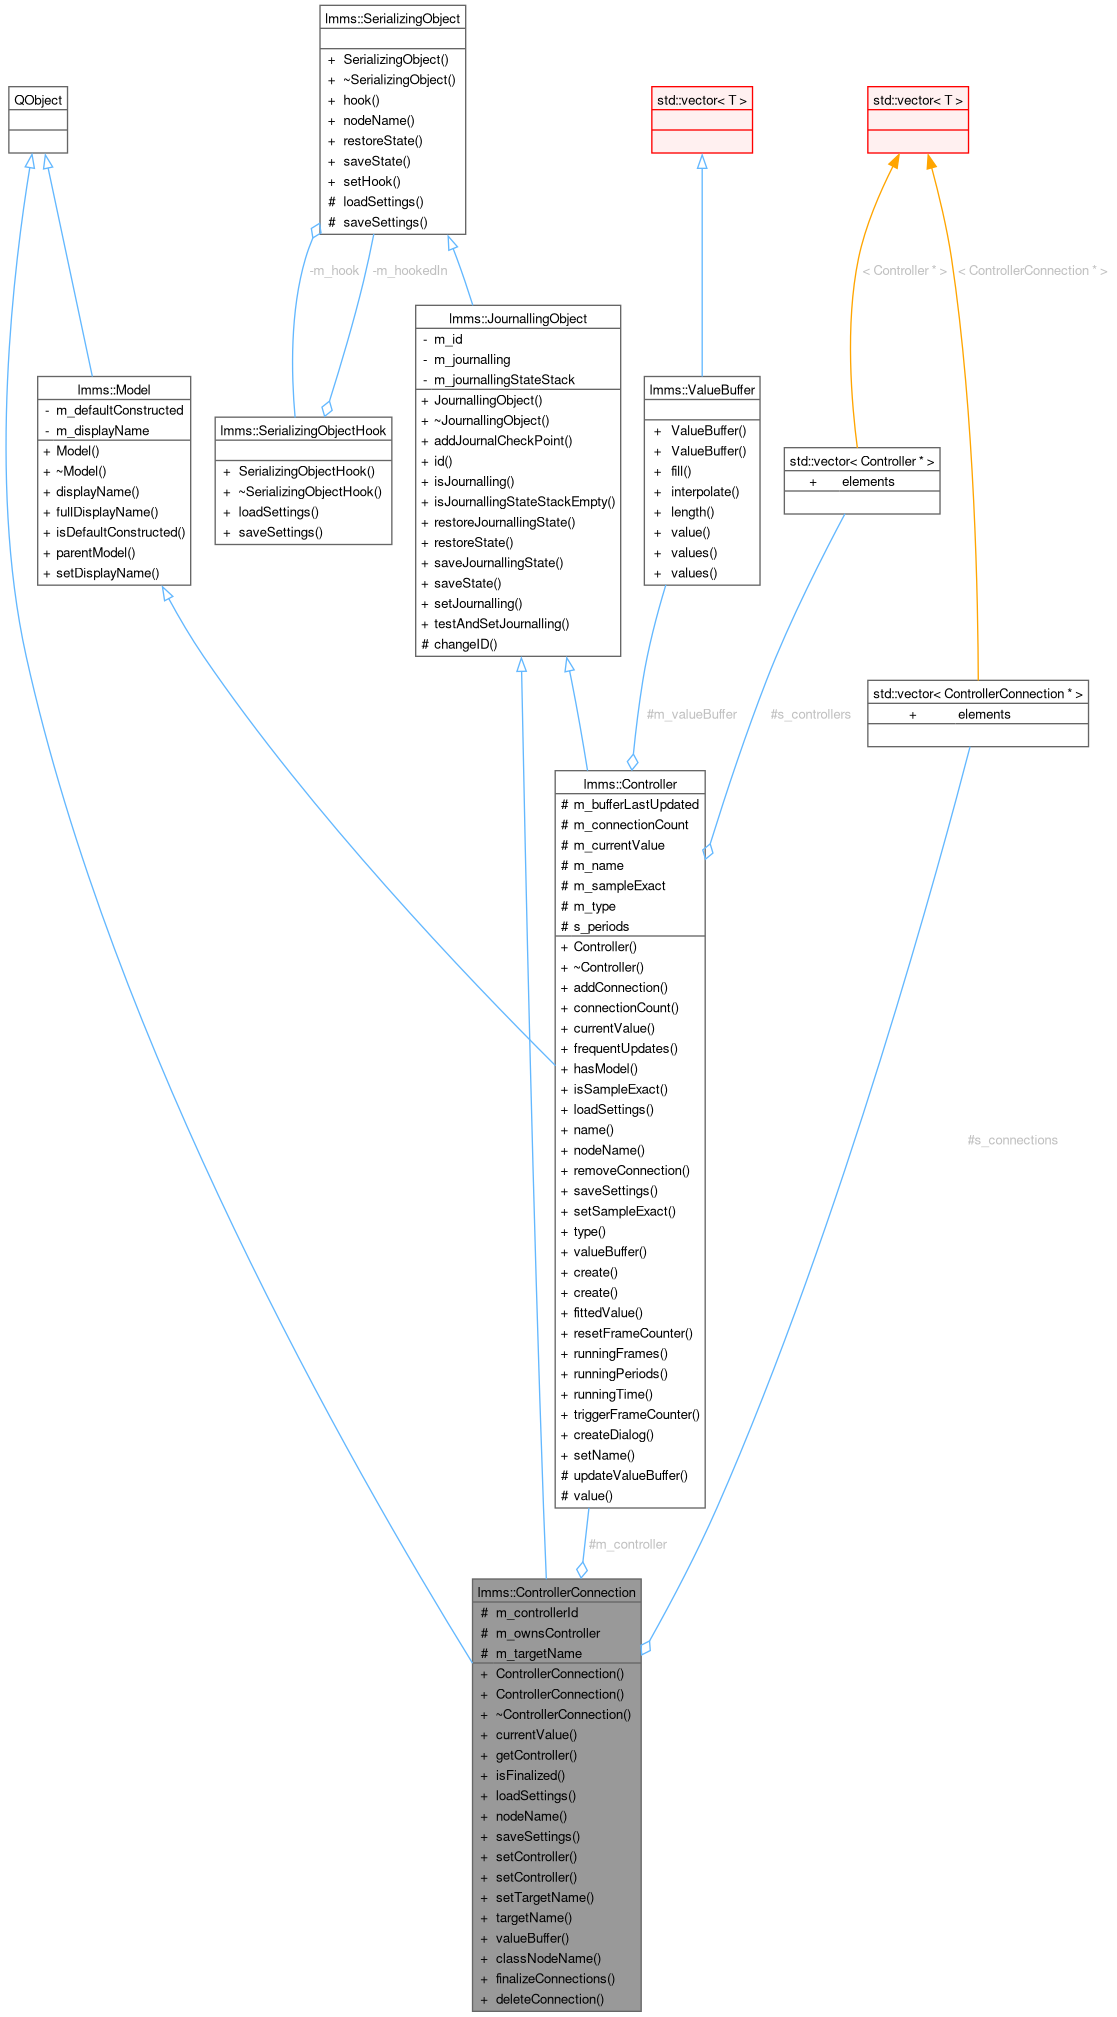 lmms::SerializingObject
+ SerializingObject()
+ ~SerializingObject()
+ hook()
+ nodeName()
+ restoreState()
+ saveState()
+ setHook()
# loadSettings()
# saveSettings()
QObject
std::vector< T >
std::vector< T >
-m_hook
-m_hookedIn
< Controller * >
< ControllerConnection * >
lmms::JournallingObject
- m_id
- m_journalling
- m_journallingStateStack
+ JournallingObject()
+ ~JournallingObject()
+ addJournalCheckPoint()
+ id()
+ isJournalling()
+ isJournallingStateStackEmpty()
+ restoreJournallingState()
+ restoreState()
+ saveJournallingState()
+ saveState()
+ setJournalling()
+ testAndSetJournalling()
# changeID()
lmms::Model
- m_defaultConstructed
- m_displayName
+ Model()
+ ~Model()
+ displayName()
+ fullDisplayName()
+ isDefaultConstructed()
+ parentModel()
+ setDisplayName()
lmms::SerializingObjectHook
+ SerializingObjectHook()
+ ~SerializingObjectHook()
+ loadSettings()
+ saveSettings()
lmms::ValueBuffer
+ ValueBuffer()
+ ValueBuffer()
+ fill()
+ interpolate()
+ length()
+ value()
+ values()
+ values()
std::vector< Controller * >
+ elements
std::vector< ControllerConnection * >
+ elements
#m_valueBuffer
#s_controllers
lmms::Controller
# m_bufferLastUpdated
# m_connectionCount
# m_currentValue
# m_name
# m_sampleExact
# m_type
# s_periods
+ Controller()
+ ~Controller()
+ addConnection()
+ connectionCount()
+ currentValue()
+ frequentUpdates()
+ hasModel()
+ isSampleExact()
+ loadSettings()
+ name()
+ nodeName()
+ removeConnection()
+ saveSettings()
+ setSampleExact()
+ type()
+ valueBuffer()
+ create()
+ create()
+ fittedValue()
+ resetFrameCounter()
+ runningFrames()
+ runningPeriods()
+ runningTime()
+ triggerFrameCounter()
+ createDialog()
+ setName()
# updateValueBuffer()
# value()
#s_connections
#m_controller
lmms::ControllerConnection
# m_controllerId
# m_ownsController
# m_targetName
+ ControllerConnection()
+ ControllerConnection()
+ ~ControllerConnection()
+ currentValue()
+ getController()
+ isFinalized()
+ loadSettings()
+ nodeName()
+ saveSettings()
+ setController()
+ setController()
+ setTargetName()
+ targetName()
+ valueBuffer()
+ classNodeName()
+ finalizeConnections()
+ deleteConnection()